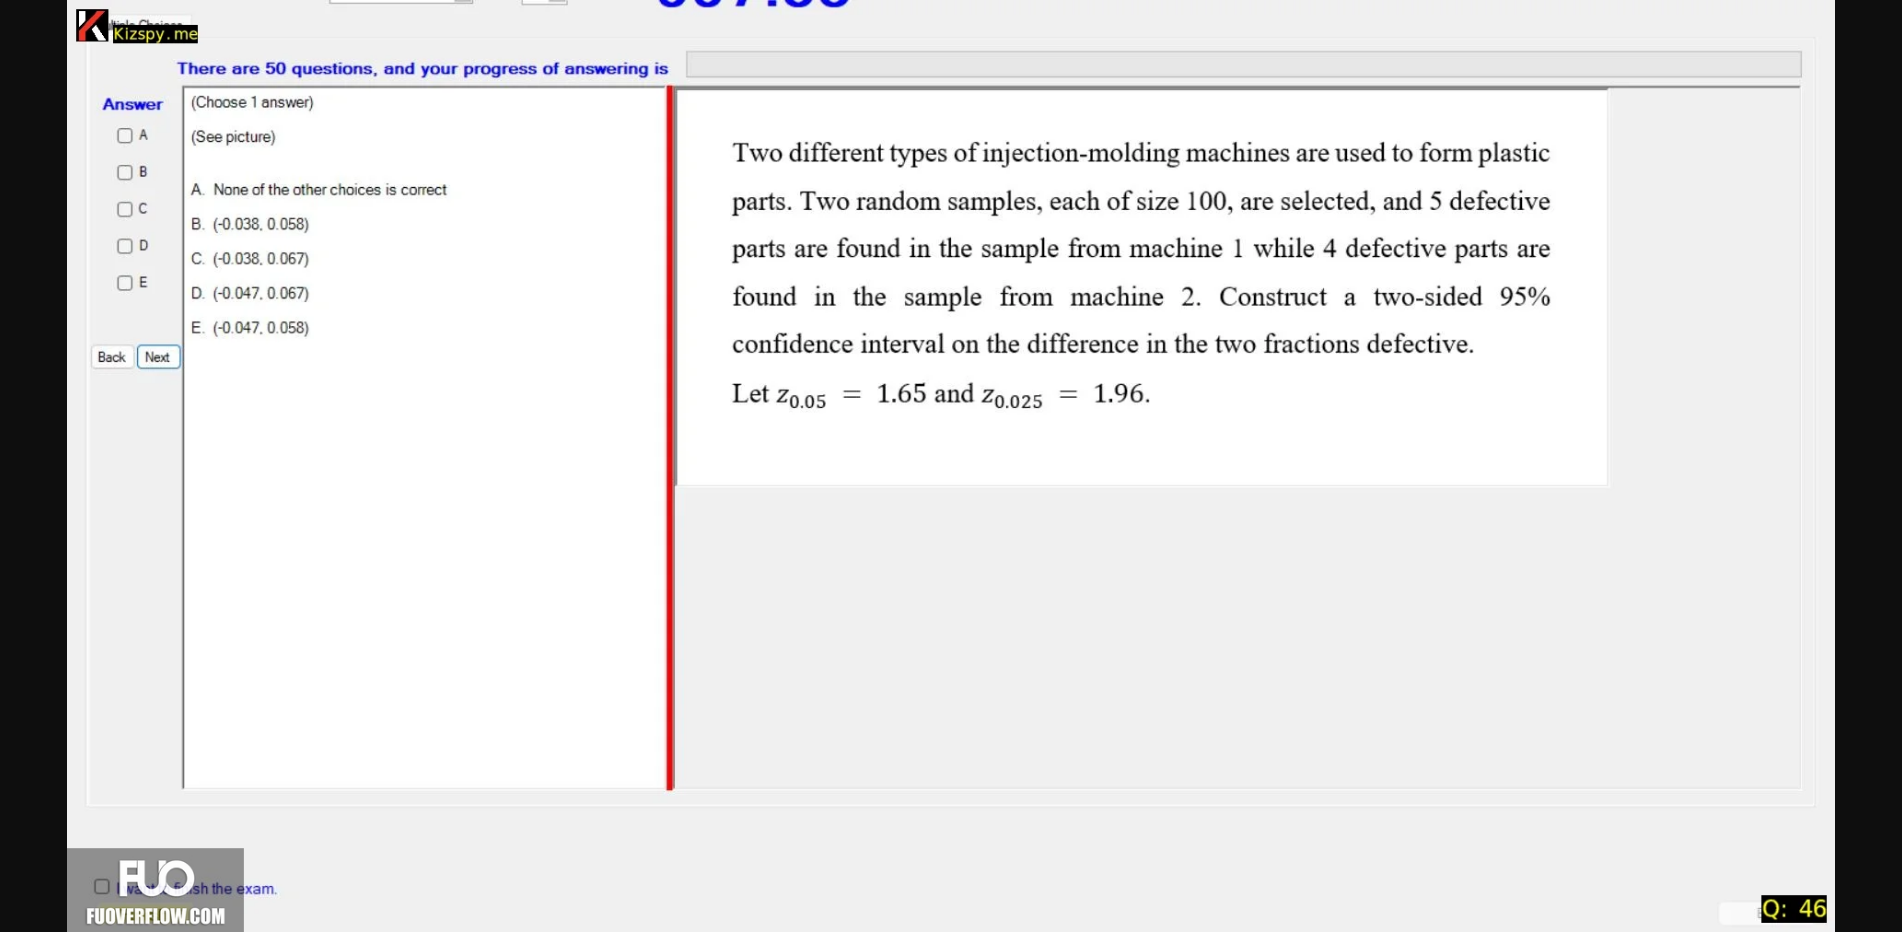 Kizspy.me
There are 50 questions, and your progress of answering is
Answer
A
B
C
D
E
Back Next
(Choose 1 answer)
(See picture)
A. None of the other choices is correct
B. (-0.038, 0.058)
C. (-0.038, 0.067)
D. (-0.047, 0.067)
E. (-0.047, 0.058)
Two different types of injection-molding machines are used to form plastic
parts. Two random samples, each of size 100, are selected, and 5 defective
parts are found in the sample from machine 1 while 4 defective parts are
found in the sample from machine 2. Construct a two-sided 95%
confidence interval on the difference in the two fractions defective.
Let z0.05 = 1.65 and z0.025 = 1.96.
FUO
the exam.
FUOVERFLOW.COM
Q: 46